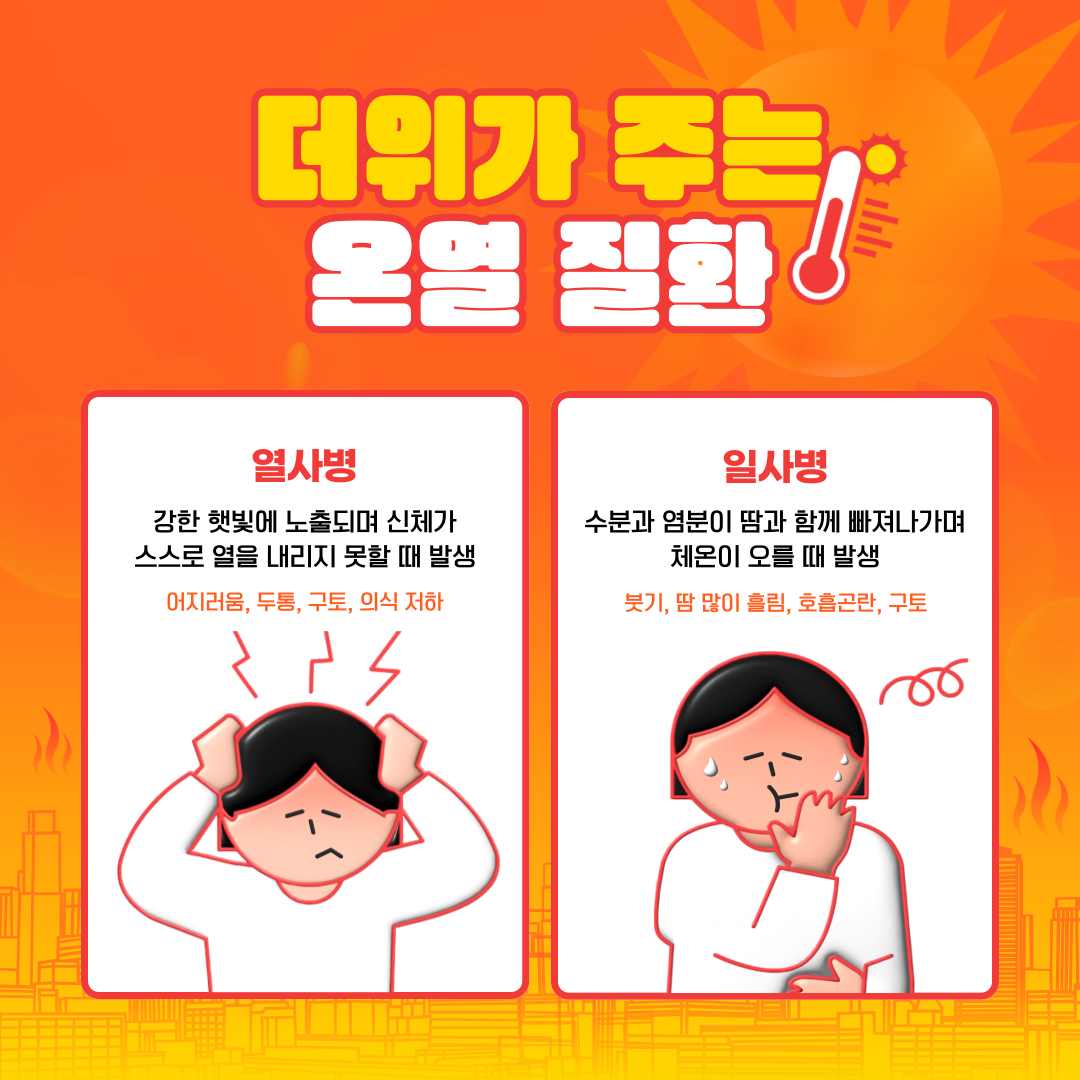 더위가 주는
온열 질환
열사병
강한 햇빛에 노출되며 신체가
스스로 열을 내리지 못할 때 발생
어지러움, 두통, 구토, 의식 저하
일사병
수분과 염분이 땀과 함께 빠져나가며
체온이 오를 때 발생
붓기, 땀 많이 흘림, 호흡곤란, 구토